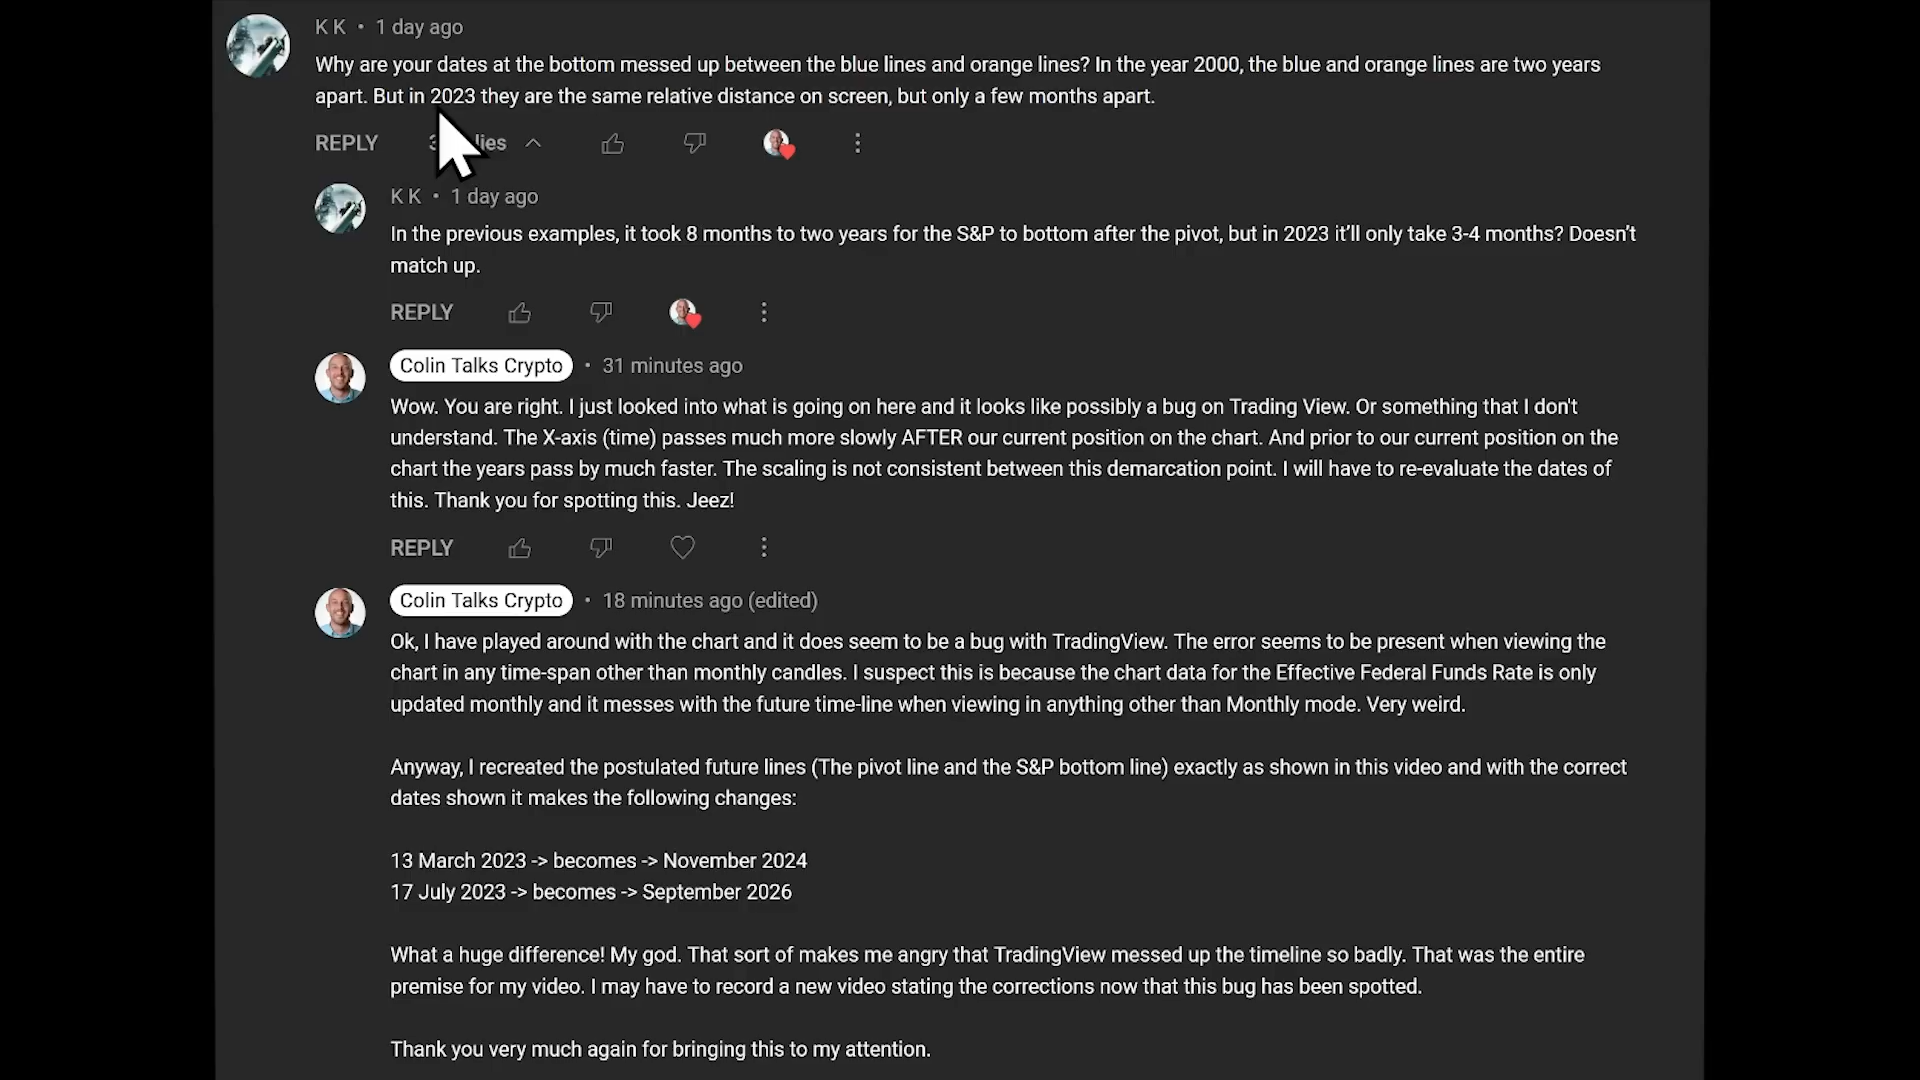 K K • 1 day ago
Why are your dates at the bottom messed up between the blue lines and orange lines? In the year 2000, the blue and orange lines are two years
apart. But in 2023 they are the same relative distance on screen, but only a few months apart.
REPLY
K K • 1 day ago
In the previous examples, it took 8 months to two years for the S&P to bottom after the pivot, but in 2023 it’ll only take 3-4 months? Doesn’t
match up.
REPLY
Colin Talks Crypto • 31 minutes ago
Wow. You are right. I just looked into what is going on here and it looks like possibly a bug on Trading View. Or something that I don't
understand. The X-axis (time) passes much more slowly AFTER our current position on the chart. And prior to our current position on the
chart the years pass by much faster. The scaling is not consistent between this demarcation point. I will have to re-evaluate the dates of
this. Thank you for spotting this. Jeez!
REPLY
Colin Talks Crypto • 18 minutes ago (edited)
Ok, I have played around with the chart and it does seem to be a bug with TradingView. The error seems to be present when viewing the
chart in any time-span other than monthly candles. I suspect this is because the chart data for the Effective Federal Funds Rate is only
updated monthly and it messes with the future time-line when viewing in anything other than Monthly mode. Very weird.
Anyway, I recreated the postulated future lines (The pivot line and the S&P bottom line) exactly as shown in this video and with the correct
dates shown it makes the following changes:
13 March 2023 -> becomes -> November 2024
17 July 2023 -> becomes -> September 2026
What a huge difference! My god. That sort of makes me angry that TradingView messed up the timeline so badly. That was the entire
premise for my video. I may have to record a new video stating the corrections now that this bug has been spotted.
Thank you very much again for bringing this to my attention.